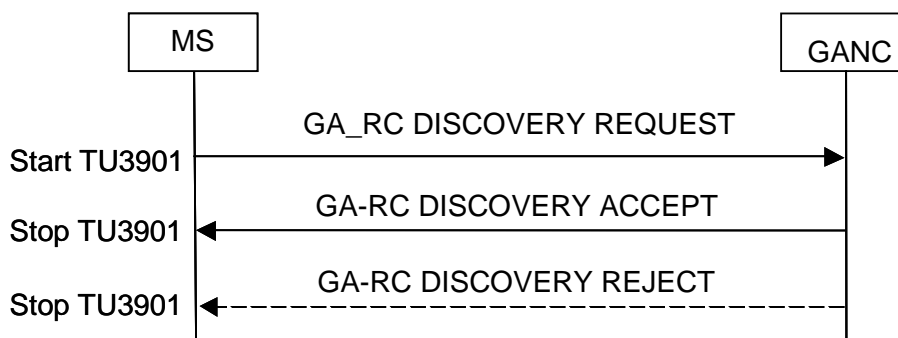 MS
GANC
GA_RC DISCOVERY REQUEST
Start TU3901
GA-RC DISCOVERY ACCEPT
Stop TU3901
GA-RC DISCOVERY REJECT
Stop TU3901